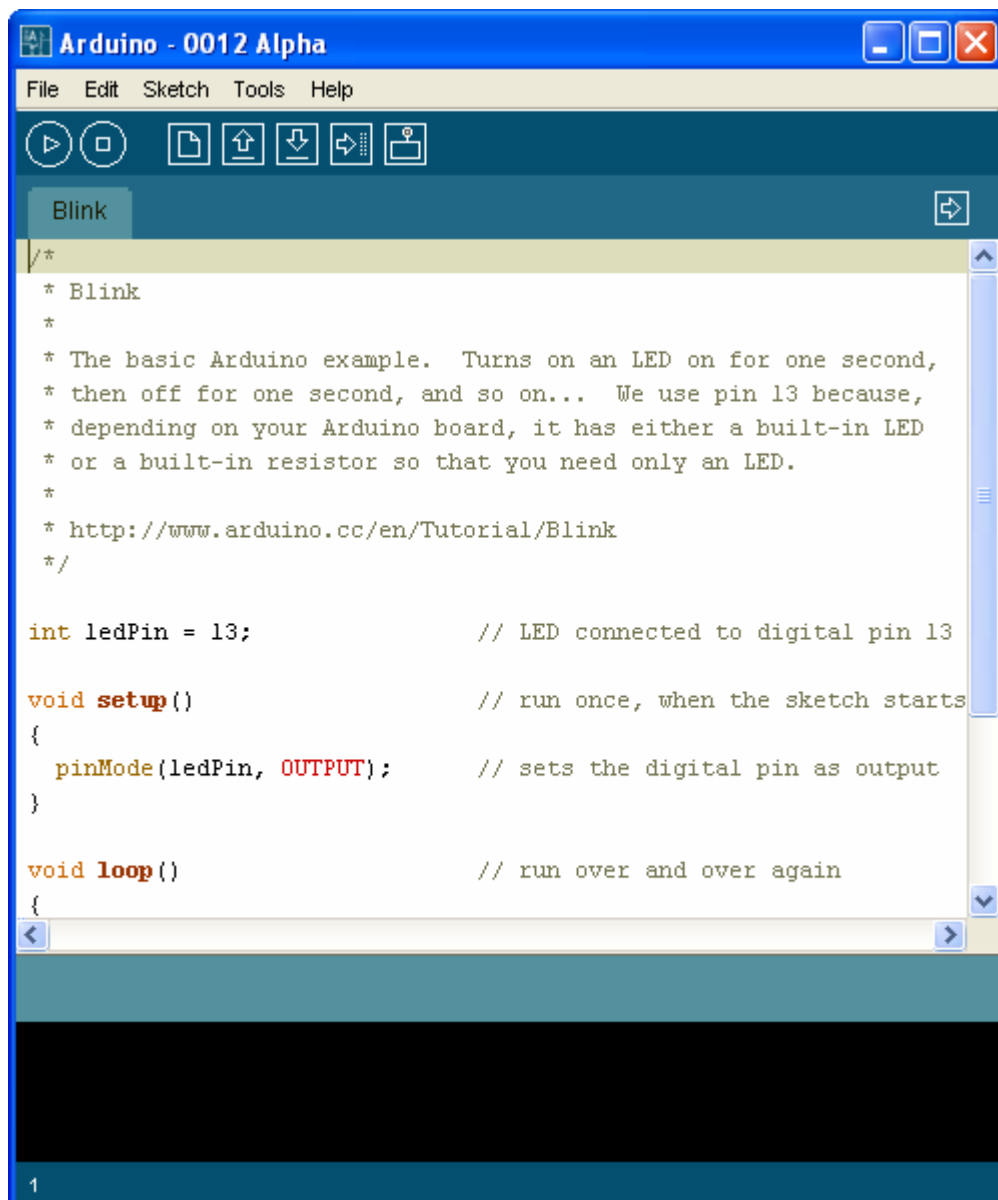 Arduino - 0012 Alpha
File Edit Sketch Tools Help
Blink
/*
 * Blink
 *
 * The basic Arduino example.  Turns on an LED on for one second,
 * then off for one second, and so on...  We use pin 13 because,
 * depending on your Arduino board, it has either a built-in LED
 * or a built-in resistor so that you need only an LED.
 *
 * http://www.arduino.cc/en/Tutorial/Blink
 */
int ledPin = 13;                // LED connected to digital pin 13
void setup()                    // run once, when the sketch starts
{
  pinMode(ledPin, OUTPUT);      // sets the digital pin as output
}
void loop()                     // run over and over again
{
1